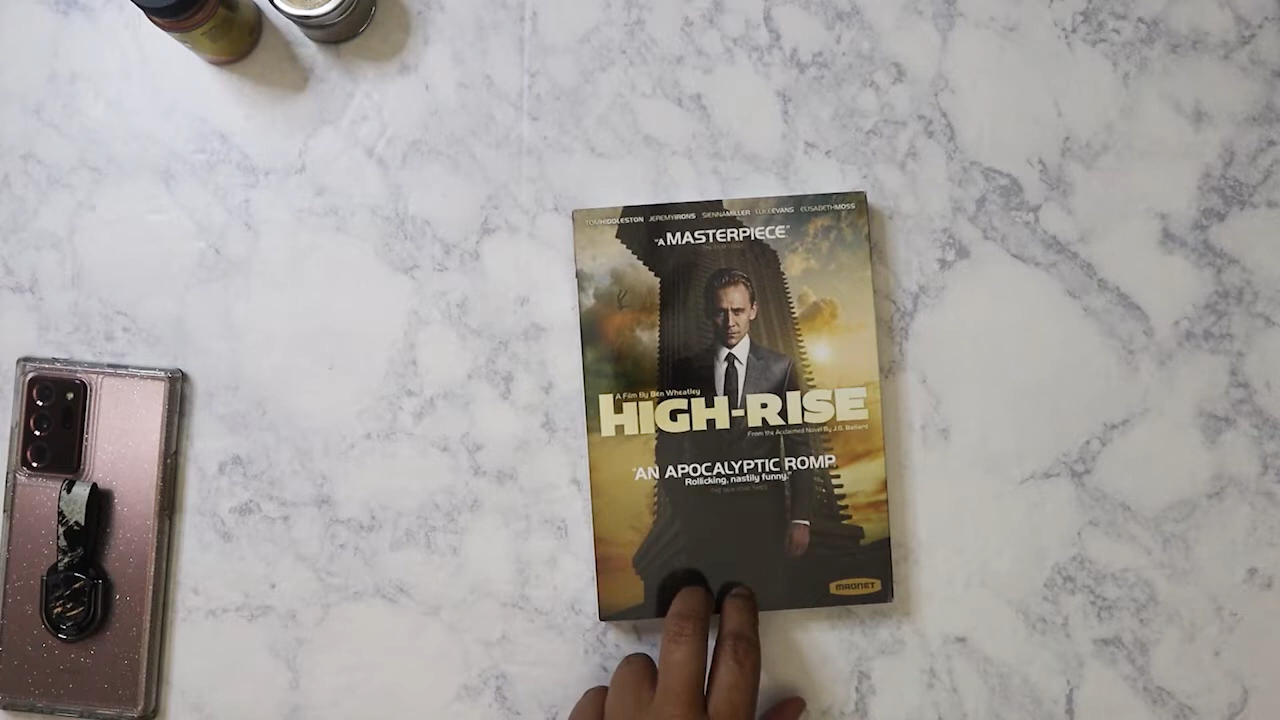 TOM HIDDLESTON JEREMY IRONS SIENNA MILLER LUKE EVANS ELISABETH MOSS
"A MASTERPIECE"
A Film By Ben Wheatley
HIGH-RISE
From the Acclaimed Novel By J.G. Ballard
"AN APOCALYPTIC ROMP.
Rollicking, nastily funny."
THE NEW YORK TIMES
MAGNET